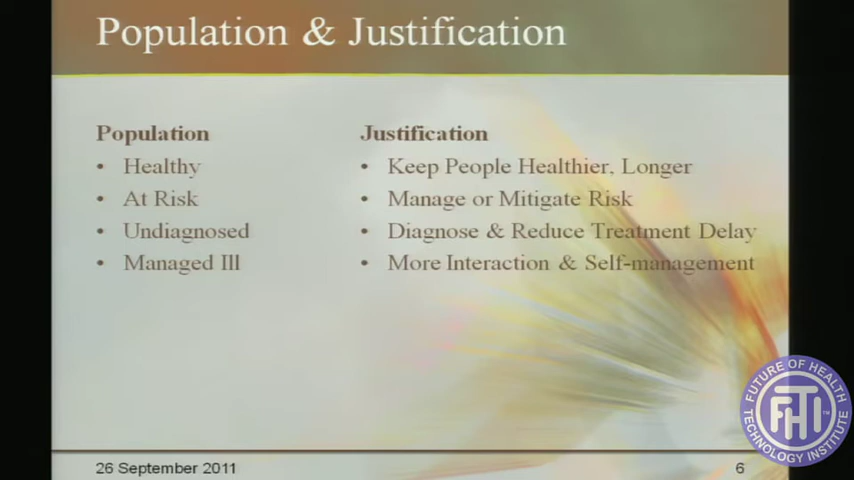 Population & Justification
Population
• Healthy
• At Risk
• Undiagnosed
• Managed Ill
Justification
• Keep People Healthier, Longer
• Manage or Mitigate Risk
• Diagnose & Reduce Treatment Delay
• More Interaction & Self-management
26 September 2011
6
FUTURE OF HEALTH
TECHNOLOGY INSTITUTE
FHTI
TM